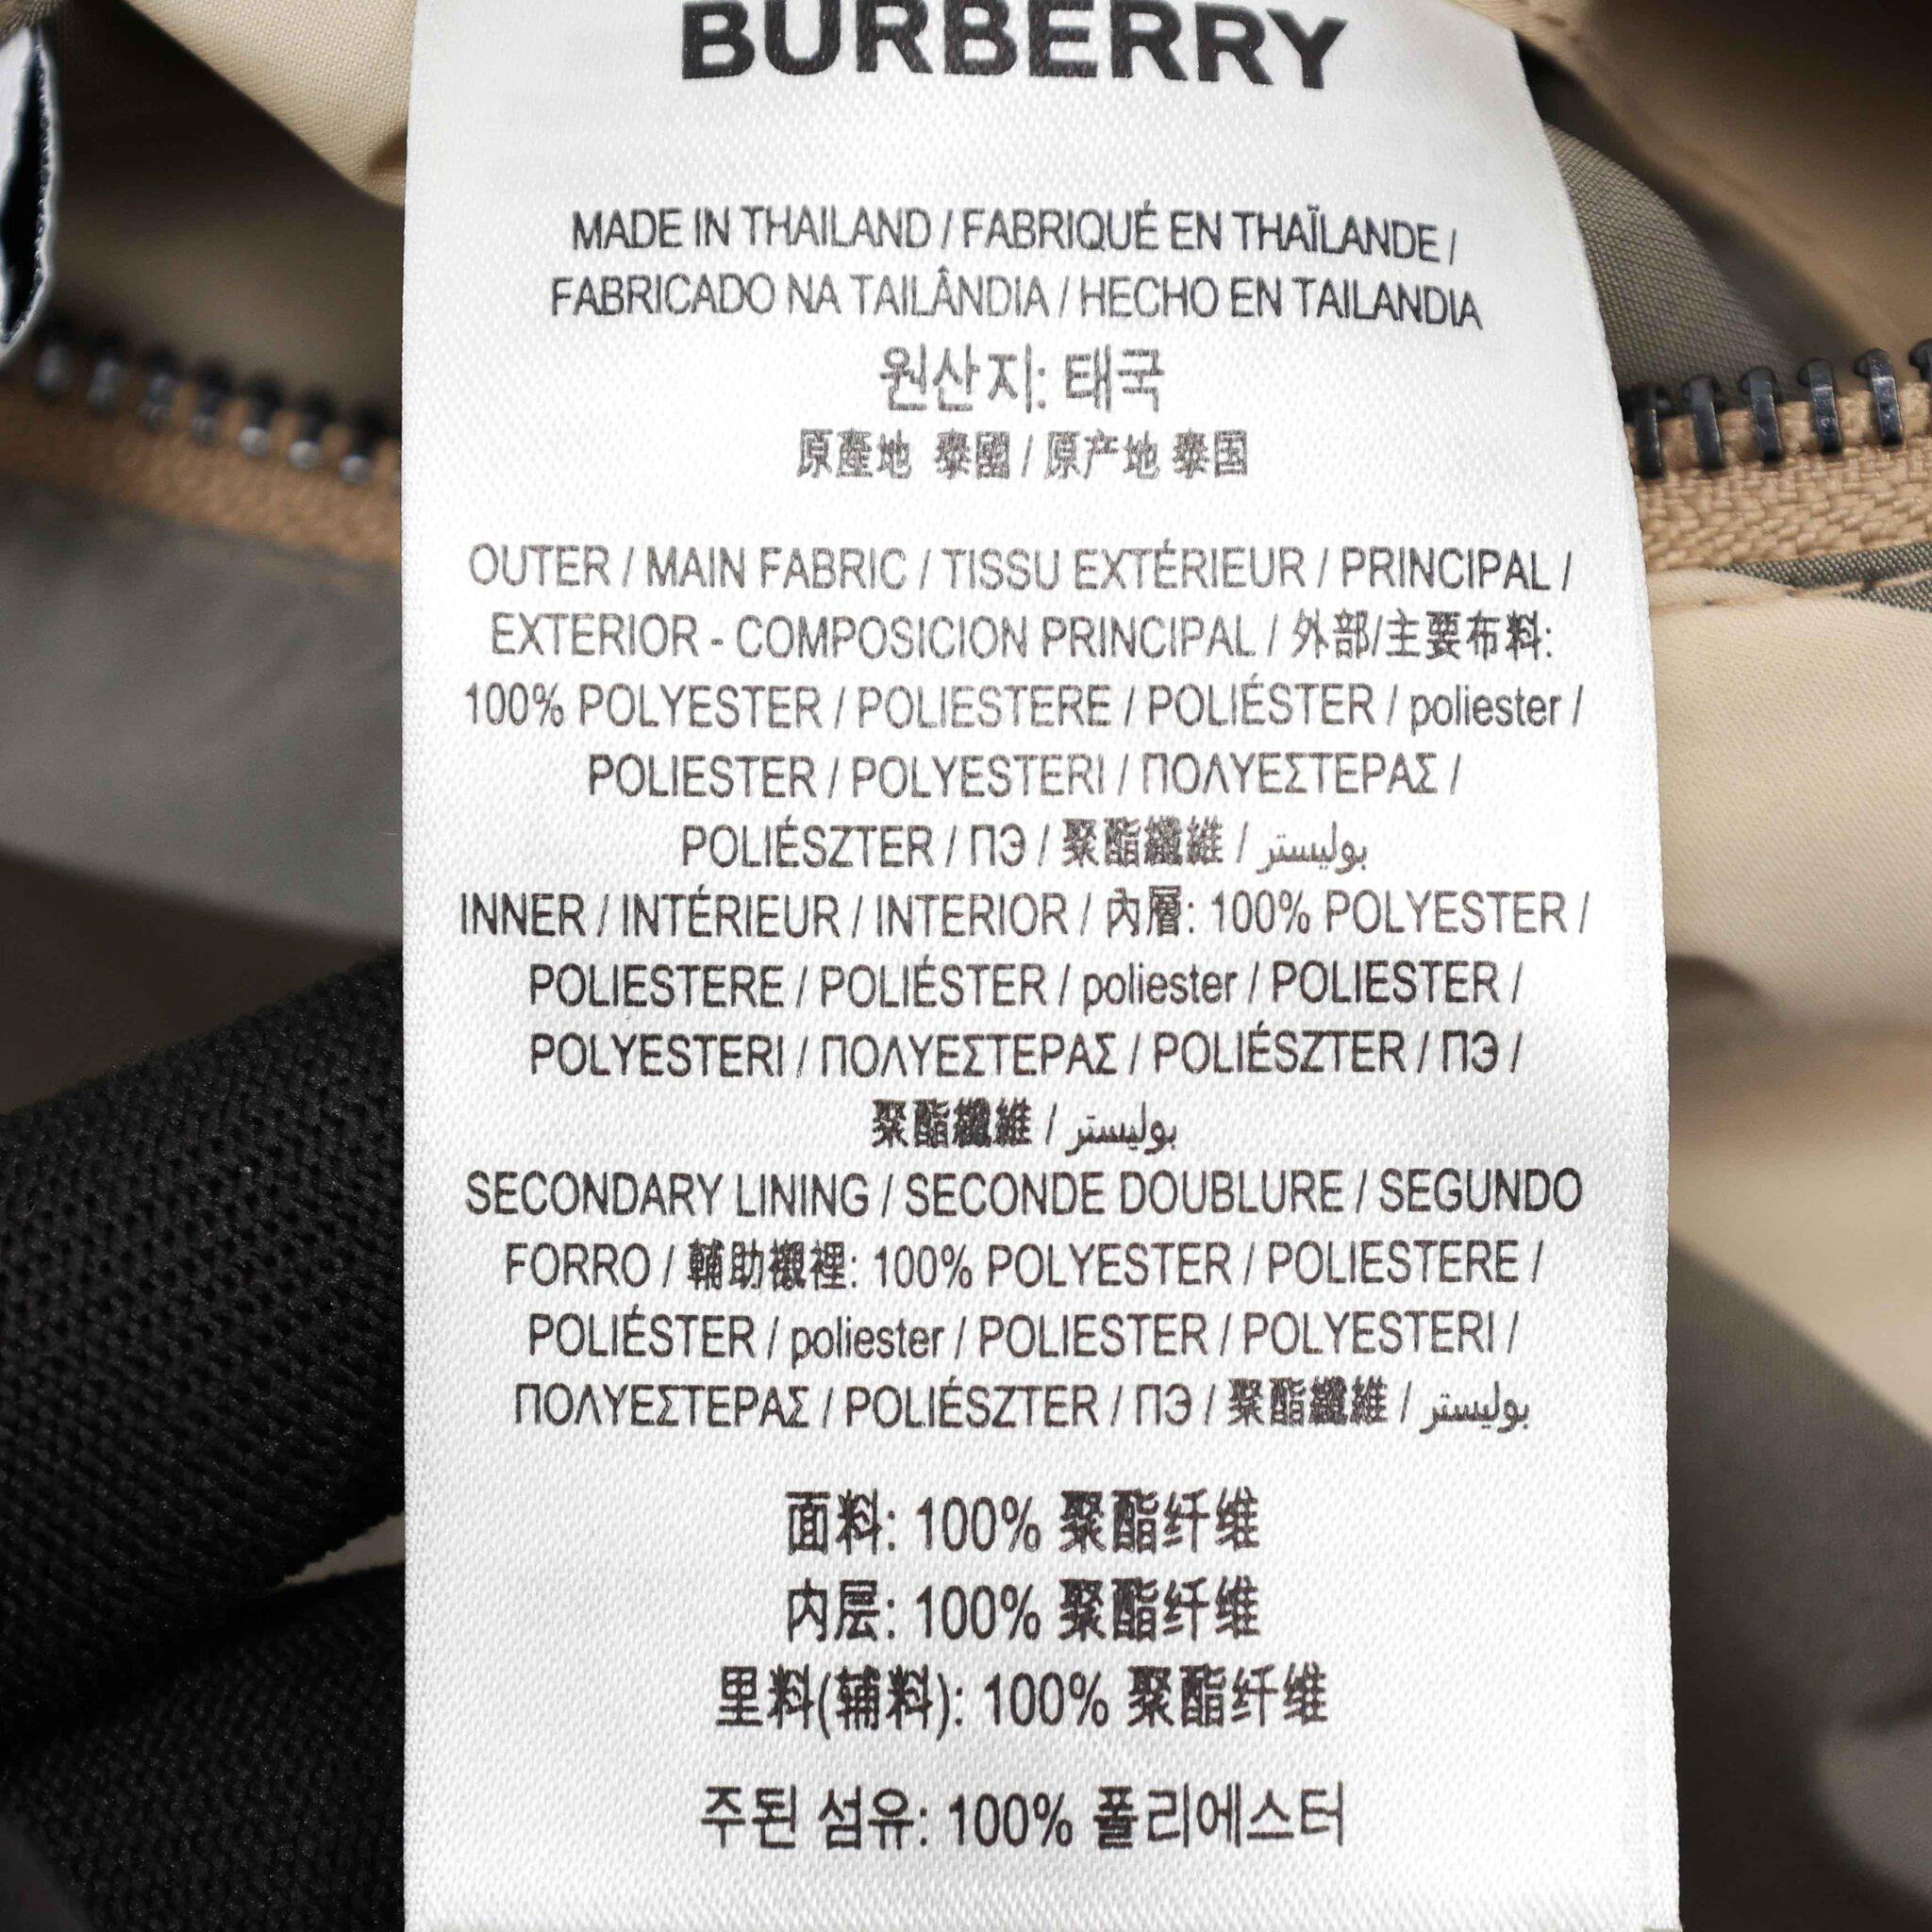 BURBERRY
MADE IN THAILAND / FABRIQUÉ EN THAÏLANDE /
FABRICADO NA TAILÂNDIA / HECHO EN TAILANDIA
원산지: 태국
原產地 泰國 / 原产地 泰国
OUTER / MAIN FABRIC / TISSU EXTÉRIEUR / PRINCIPAL /
EXTERIOR - COMPOSICION PRINCIPAL / 外部/主要布料:
100% POLYESTER / POLIESTERE / POLIÉSTER / poliester /
POLIESTER / POLYESTERI / ΠΟΛΥΕΣΤΕΡΑΣ /
POLIÉSZTER / ПЭ / 聚酯纖維 / بوليستر
INNER / INTÉRIEUR / INTERIOR / 內層: 100% POLYESTER /
POLIESTERE / POLIÉSTER / poliester / POLIESTER /
POLYESTERI / ΠΟΛΥΕΣΤΕΡΑΣ / POLIÉSZTER / ПЭ /
聚酯纖維 / بوليستر
SECONDARY LINING / SECONDE DOUBLURE / SEGUNDO
FORRO / 輔助襯裡: 100% POLYESTER / POLIESTERE /
POLIÉSTER / poliester / POLIESTER / POLYESTERI /
ΠΟΛΥΕΣΤΕΡΑΣ / POLIÉSZTER / ПЭ / 聚酯纖維 / بوليستر
面料: 100% 聚酯纤维
内层: 100% 聚酯纤维
里料(辅料): 100% 聚酯纤维
주된 섬유: 100% 폴리에스터